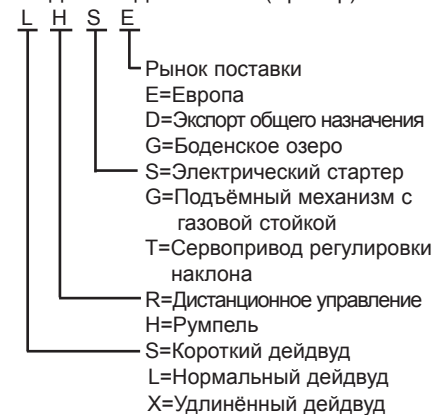 L H S E
Рынок поставки
E=Европа
D=Экспорт общего назначения
G=Боденское озеро
S=Электрический стартер
G=Подъёмный механизм с
газовой стойкой
T=Сервопривод регулировки
наклона
R=Дистанционное управление
H=Румпель
S=Короткий дейдвуд
L=Нормальный дейдвуд
X=Удлинённый дейдвуд